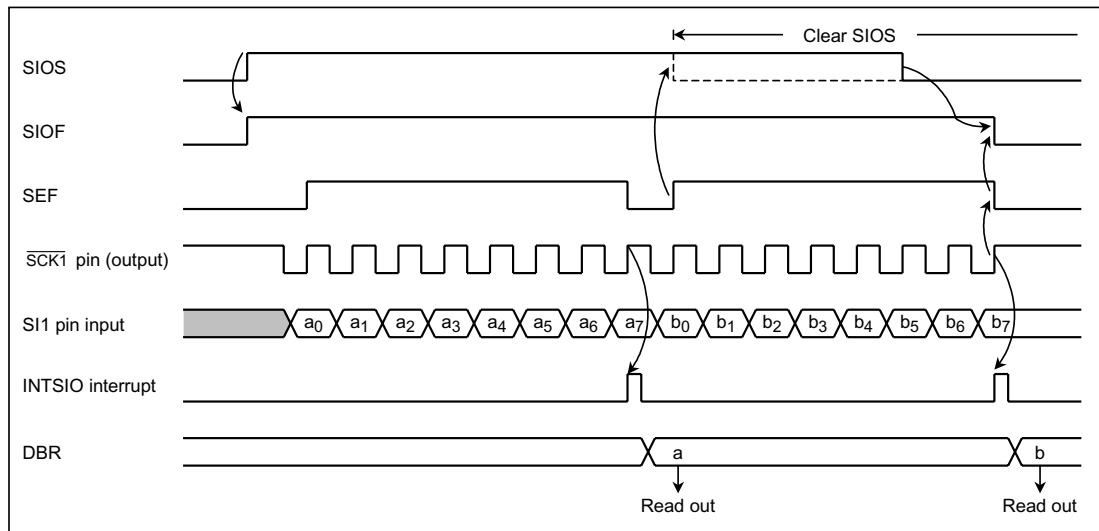 Clear SIOS
SIOS
SIOF
SEF
SCK1 pin (output)
SI1 pin input
a0 a1 a2 a3 a4 a5 a6 a7 b0 b1 b2 b3 b4 b5 b6 b7
INTSIO interrupt
DBR
a b
Read out Read out